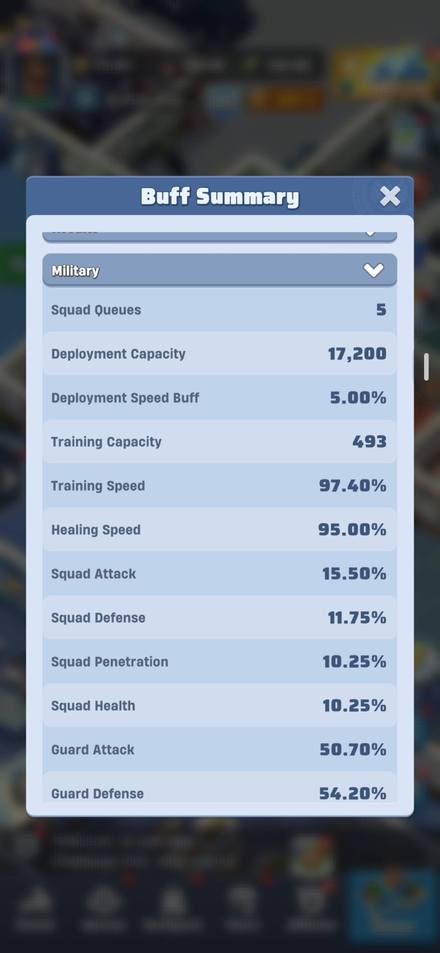 Buff Summary
Military
Squad Queues 5
Deployment Capacity 17,200
Deployment Speed Buff 5.00%
Training Capacity 493
Training Speed 97.40%
Healing Speed 95.00%
Squad Attack 15.50%
Squad Defense 11.75%
Squad Penetration 10.25%
Squad Health 10.25%
Guard Attack 50.70%
Guard Defense 54.20%